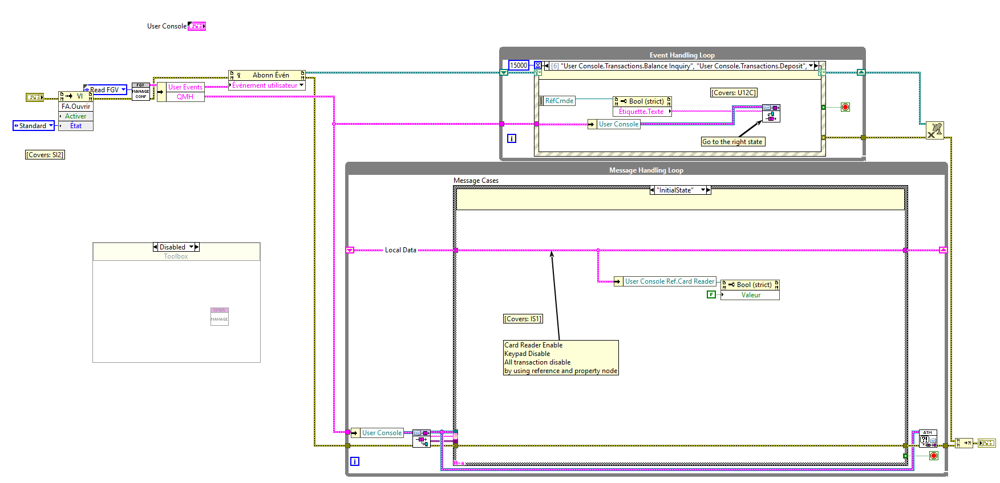 User Console
Event Handling Loop
15000
[6] "User Console.Transactions.Balance Inquiry", "User Console.Transactions.Deposit",
Abonn Évén
Événement utilisateur
Read FGV
FGV
MANAGE
CONF
User Events
QMH
VI
FA.Ouvrir
Activer
État
Standard
[Covers: SI2]
[Covers: U12C]
RéfCmde
Bool (strict)
Étiquette.Texte
User Console
Go to the right state
i
Message Handling Loop
Message Cases
"InitialState"
Local Data
User Console Ref.Card Reader
Bool (strict)
Valeur
F
[Covers: IS1]
Card Reader Enable
Keypad Disable
All transaction disable
by using reference and property node
Disabled
Toolbox
TIMER
MANAGE
User Console
?
A=a
i
ATM
?!
?!
?!
→?!